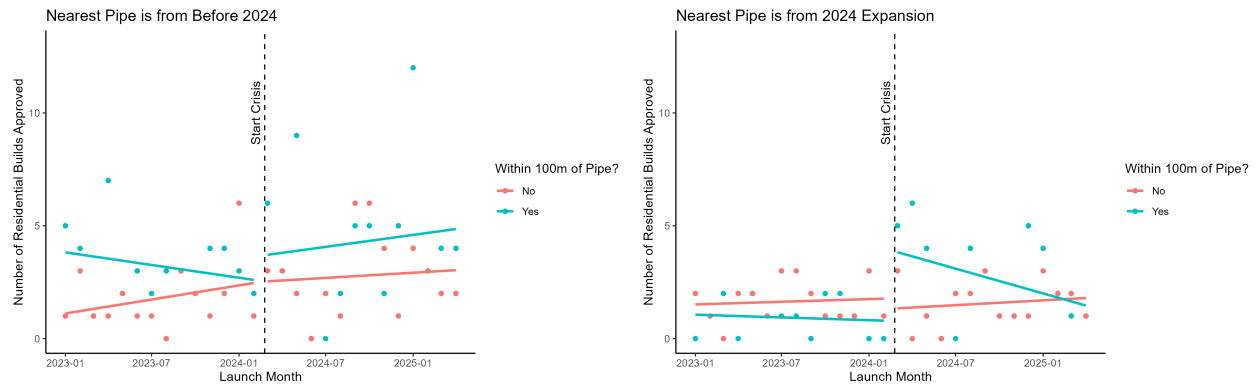 Nearest Pipe is from Before 2024
Number of Residential Builds Approved
10
5
0
Start Crisis
2023-01
2023-07
2024-01
2024-07
2025-01
Launch Month
Within 100m of Pipe?
No
Yes
Nearest Pipe is from 2024 Expansion
Number of Residential Builds Approved
10
5
0
Start Crisis
2023-01
2023-07
2024-01
2024-07
2025-01
Launch Month
Within 100m of Pipe?
No
Yes